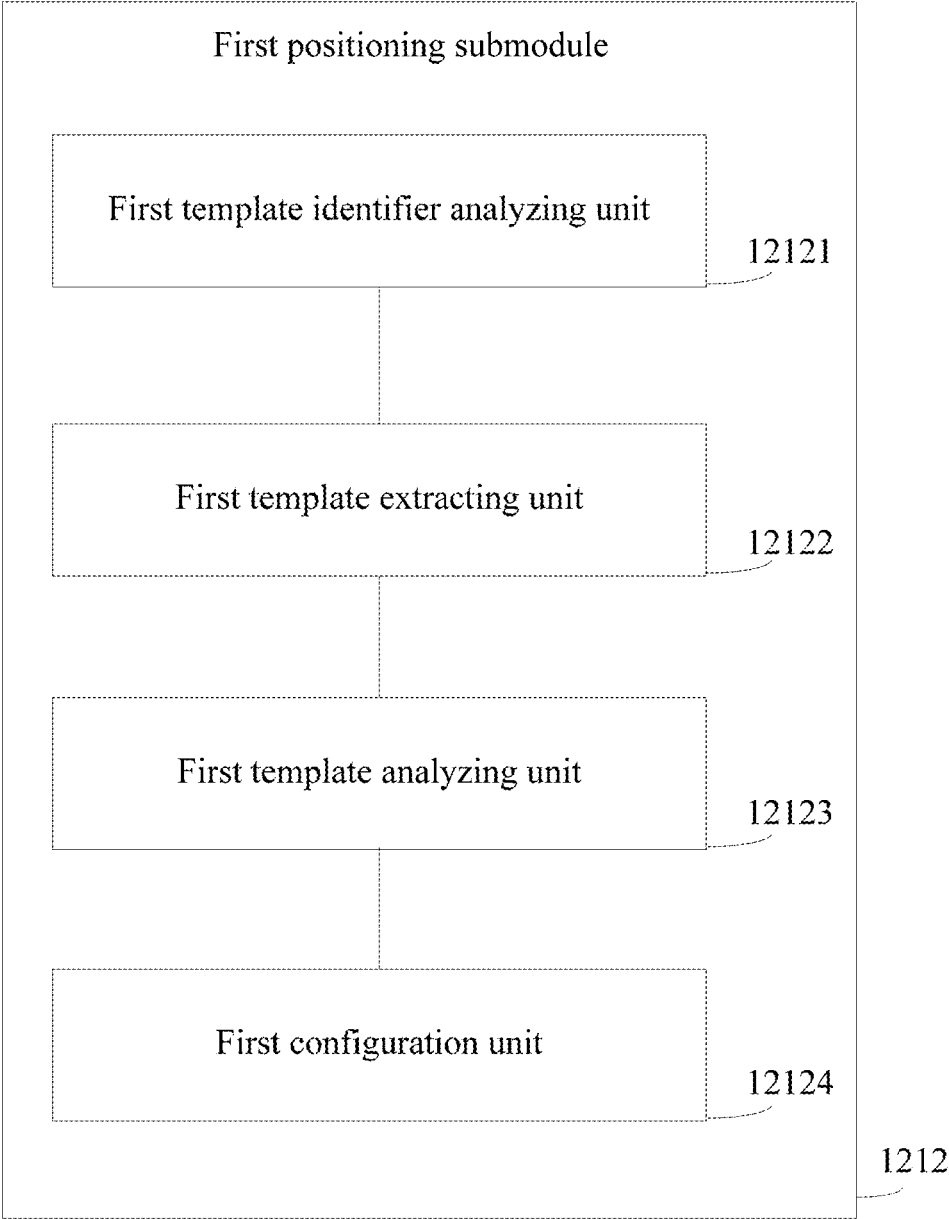 First positioning submodule
First template identifier analyzing unit
12121
First template extracting unit
12122
First template analyzing unit
12123
First configuration unit
12124
1212